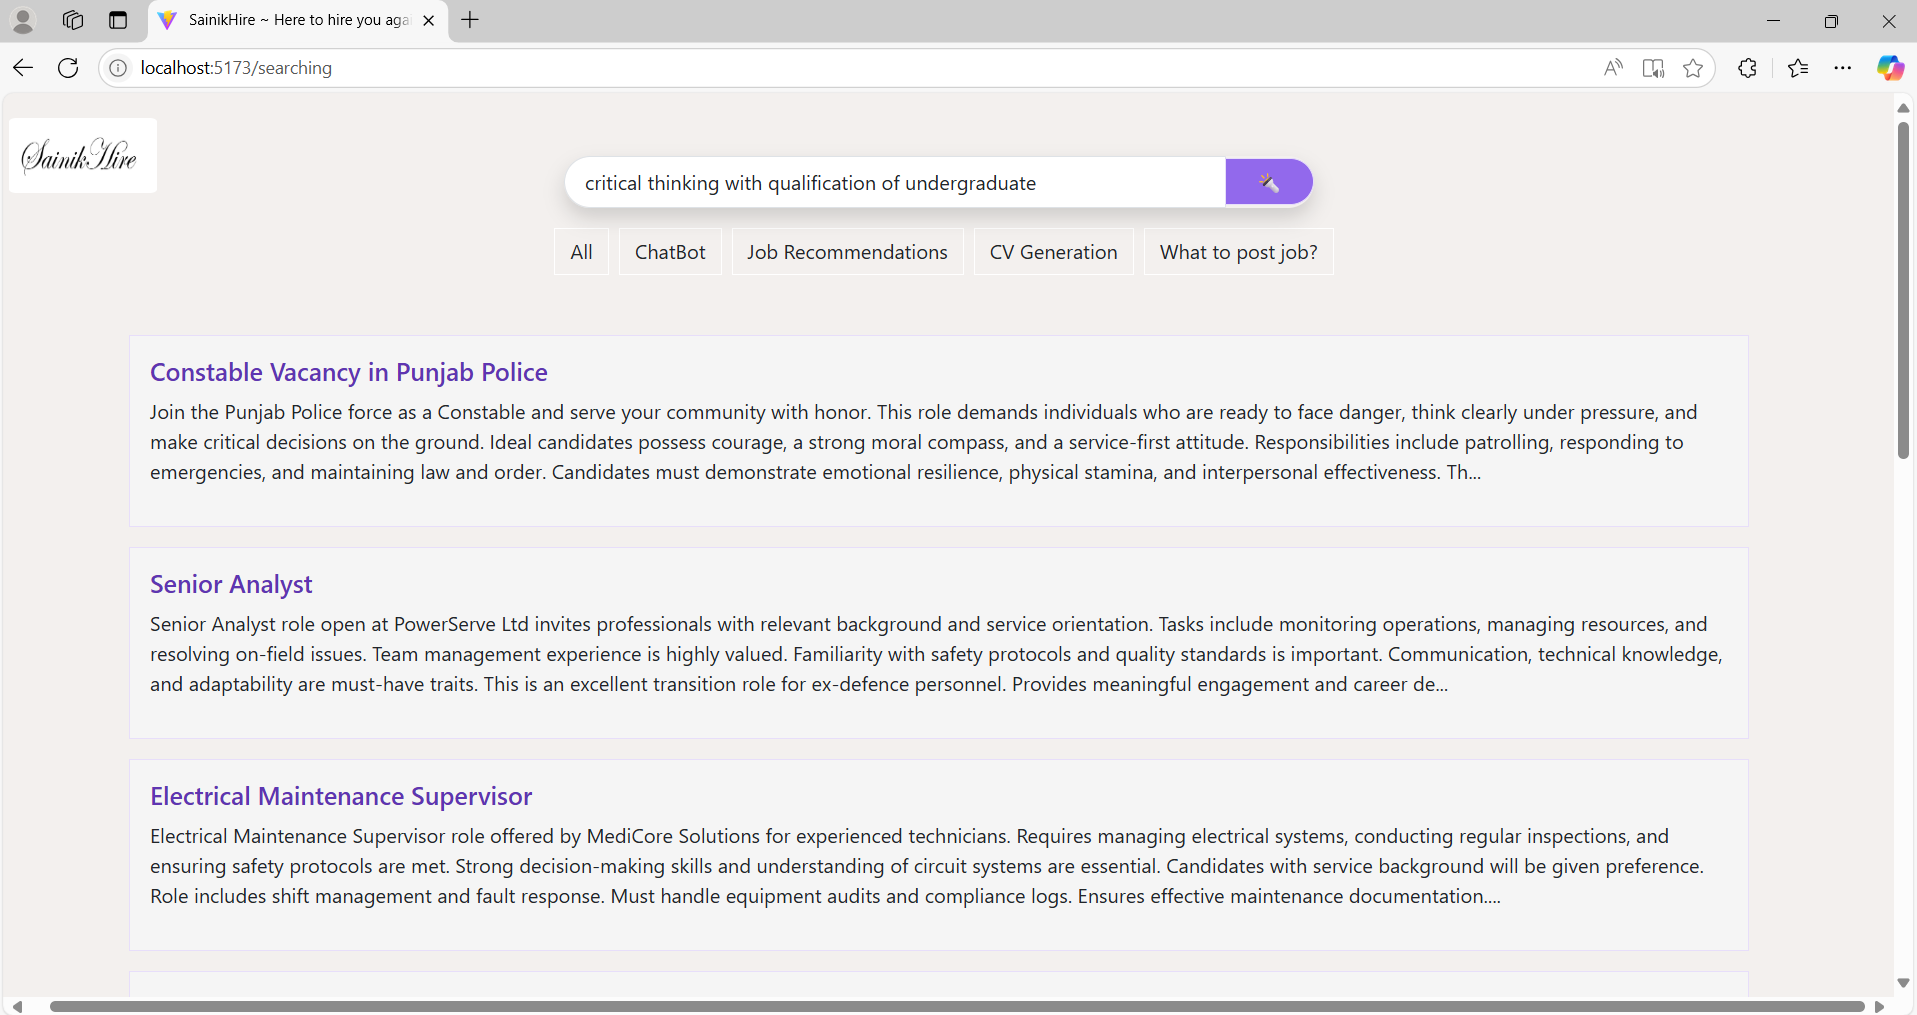 SainikHire ~ Here to hire you aga
localhost:5173/searching
SainikHire
critical thinking with qualification of undergraduate
All
ChatBot
Job Recommendations
CV Generation
What to post job?
Constable Vacancy in Punjab Police
Join the Punjab Police force as a Constable and serve your community with honor. This role demands individuals who are ready to face danger, think clearly under pressure, and
make critical decisions on the ground. Ideal candidates possess courage, a strong moral compass, and a service-first attitude. Responsibilities include patrolling, responding to
emergencies, and maintaining law and order. Candidates must demonstrate emotional resilience, physical stamina, and interpersonal effectiveness. Th...
Senior Analyst
Senior Analyst role open at PowerServe Ltd invites professionals with relevant background and service orientation. Tasks include monitoring operations, managing resources, and
resolving on-field issues. Team management experience is highly valued. Familiarity with safety protocols and quality standards is important. Communication, technical knowledge,
and adaptability are must-have traits. This is an excellent transition role for ex-defence personnel. Provides meaningful engagement and career de...
Electrical Maintenance Supervisor
Electrical Maintenance Supervisor role offered by MediCore Solutions for experienced technicians. Requires managing electrical systems, conducting regular inspections, and
ensuring safety protocols are met. Strong decision-making skills and understanding of circuit systems are essential. Candidates with service background will be given preference.
Role includes shift management and fault response. Must handle equipment audits and compliance logs. Ensures effective maintenance documentation....